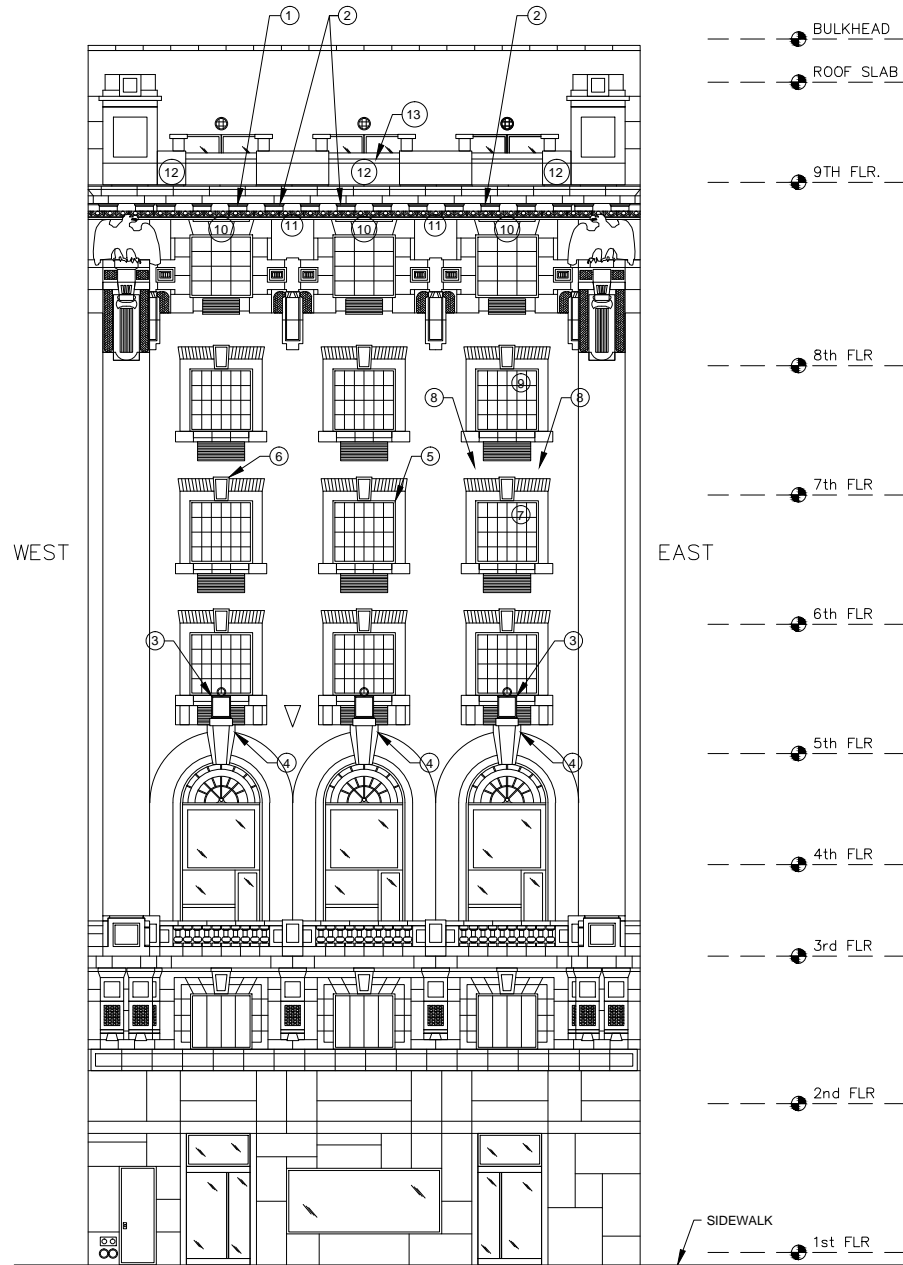 1
2
2
BULKHEAD
ROOF SLAB
13
12
12
12
9TH FLR.
10
11
10
11
10
8th FLR
9
8
8
6
5
7th FLR
7
WEST
EAST
6th FLR
3
3
4
4
4
5th FLR
4th FLR
3rd FLR
2nd FLR
SIDEWALK
1st FLR